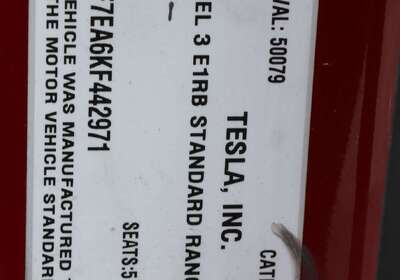 VAL: 50079
TESLA, INC.
CAT
EL 3 E1RB STANDARD RAN
7EA6KF442971
SEATS:5
EHICLE WAS MANUFACTURED
THE MOTOR VEHICLE STANDAR